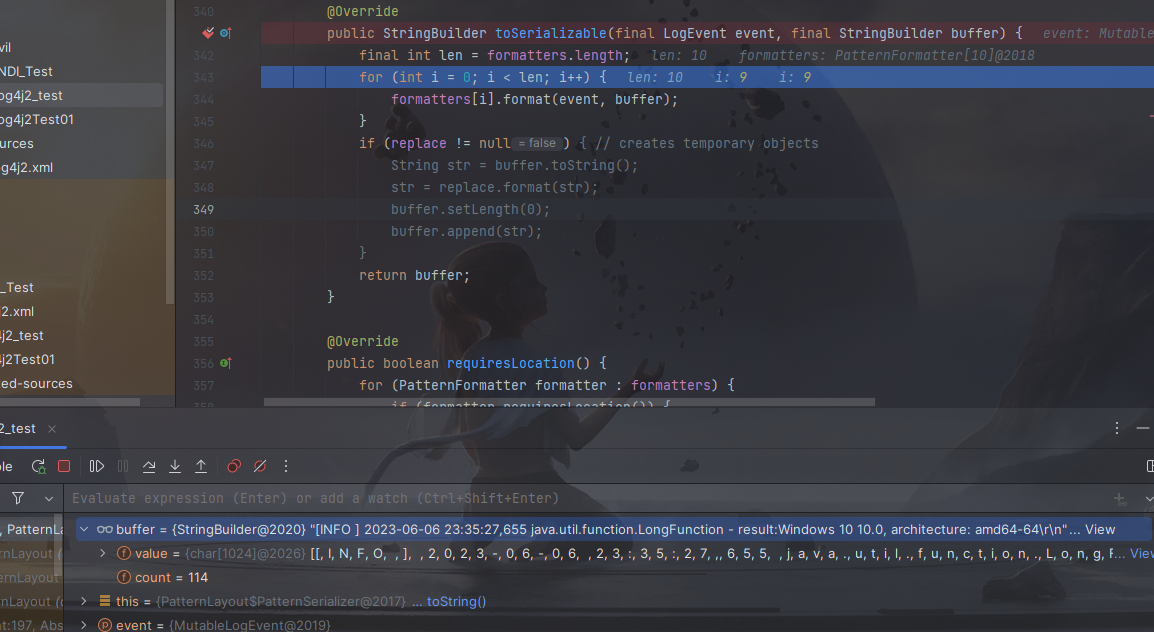 340 @Override
public StringBuilder toSerializable(final LogEvent event, final StringBuilder buffer) { event: Mutable
342 final int len = formatters.length; len: 10 formatters: PatternFormatter[10]@2018
343 for (int i = 0; i < len; i++) { len: 10 i: 9 i: 9
344 formatters[i].format(event, buffer);
345 }
346 if (replace != null = false ) { // creates temporary objects
347 String str = buffer.toString();
348 str = replace.format(str);
349 buffer.setLength(0);
350 buffer.append(str);
351 }
352 return buffer;
353 }
354
355 @Override
356 public boolean requiresLocation() {
357 for (PatternFormatter formatter : formatters) {
358 if (formatter.requiresLocation()) {
vil
NDI_Test
og4j2_test
og4j2Test01
urces
g4j2.xml
_Test
j2.xml
4j2_test
4j2Test01
ed-sources
2_test ×
ole
Evaluate expression (Enter) or add a watch (Ctrl+Shift+Enter)
, PatternLa
rnLayout (
ernLayout
nLayout (o
nt:197, Abs
buffer = {StringBuilder@2020} "[INFO ] 2023-06-06 23:35:27,655 java.util.function.LongFunction - result:Windows 10 10.0, architecture: amd64-64\r\n"... View
value = {char[1024]@2026} [[, I, N, F, O, , ], , 2, 0, 2, 3, -, 0, 6, -, 0, 6, , 2, 3, :, 3, 5, :, 2, 7, ,, 6, 5, 5, , j, a, v, a, ., u, t, i, l, ., f, u, n, c, t, i, o, n, ., L, o, n, g, F... View
count = 114
this = {PatternLayout$PatternSerializer@2017} ... toString()
event = {MutableLogEvent@2019}